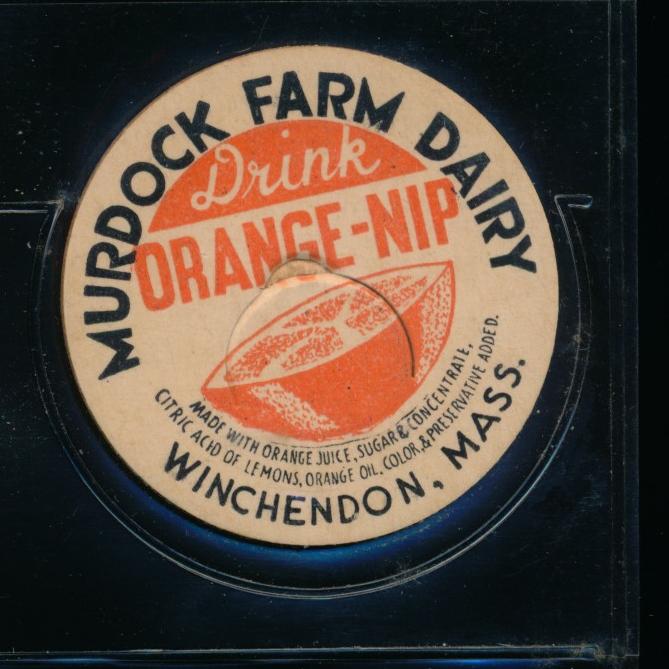 MURDOCK FARM DAIRY
Drink
ORANGE-NIP
MADE WITH ORANGE JUICE, SUGAR & CONCENTRATE,
CITRIC ACID OF LEMONS, ORANGE OIL, COLOR, & PRESERVATIVE ADDED.
WINCHENDON, MASS.